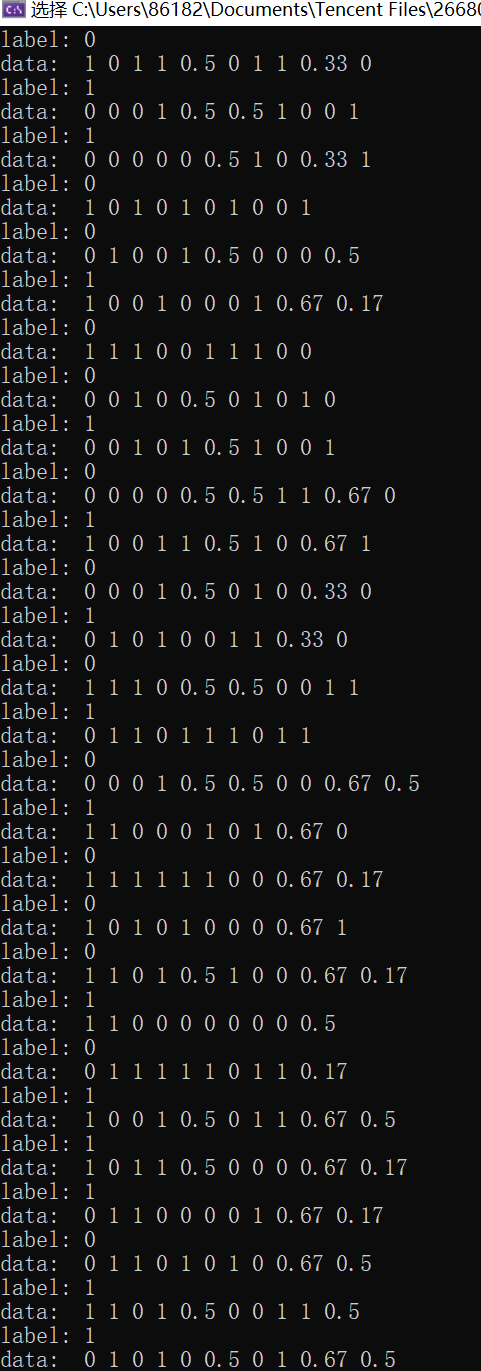 选择 C:\Users\86182\Documents\Tencent Files\26680
label: 0
data:  1 0 1 1 0.5 0 1 1 0.33 0
label: 1
data:  0 0 0 1 0.5 0.5 1 0 0 1
label: 1
data:  0 0 0 0 0 0.5 1 0 0.33 1
label: 0
data:  1 0 1 0 1 0 1 0 0 1
label: 0
data:  0 1 0 0 1 0.5 0 0 0 0.5
label: 1
data:  1 0 0 1 0 0 0 1 0.67 0.17
label: 0
data:  1 1 1 0 0 1 1 1 0 0
label: 0
data:  0 0 1 0 0.5 0 1 0 1 0
label: 1
data:  0 0 1 0 1 0.5 1 0 0 1
label: 0
data:  0 0 0 0 0.5 0.5 1 1 0.67 0
label: 1
data:  1 0 0 1 1 0.5 1 0 0.67 1
label: 0
data:  0 0 0 1 0.5 0 1 0 0.33 0
label: 1
data:  0 1 0 1 0 0 1 1 0.33 0
label: 0
data:  1 1 1 0 0.5 0.5 0 0 1 1
label: 1
data:  0 1 1 0 1 1 1 0 1 1
label: 0
data:  0 0 0 1 0.5 0.5 0 0 0.67 0.5
label: 1
data:  1 1 0 0 0 1 0 1 0.67 0
label: 0
data:  1 1 1 1 1 1 0 0 0.67 0.17
label: 0
data:  1 0 1 0 1 0 0 0 0.67 1
label: 0
data:  1 1 0 1 0.5 1 0 0 0.67 0.17
label: 1
data:  1 1 0 0 0 0 0 0 0 0.5
label: 0
data:  0 1 1 1 1 1 0 1 1 0.17
label: 1
data:  1 0 0 1 0.5 0 1 1 0.67 0.5
label: 1
data:  1 0 1 1 0.5 0 0 0 0.67 0.17
label: 1
data:  0 1 1 0 0 0 0 1 0.67 0.17
label: 0
data:  0 1 1 0 1 0 1 0 0.67 0.5
label: 1
data:  1 1 0 1 0.5 0 0 1 1 0.5
label: 1
data:  0 1 0 1 0 0.5 0 1 0.67 0.5